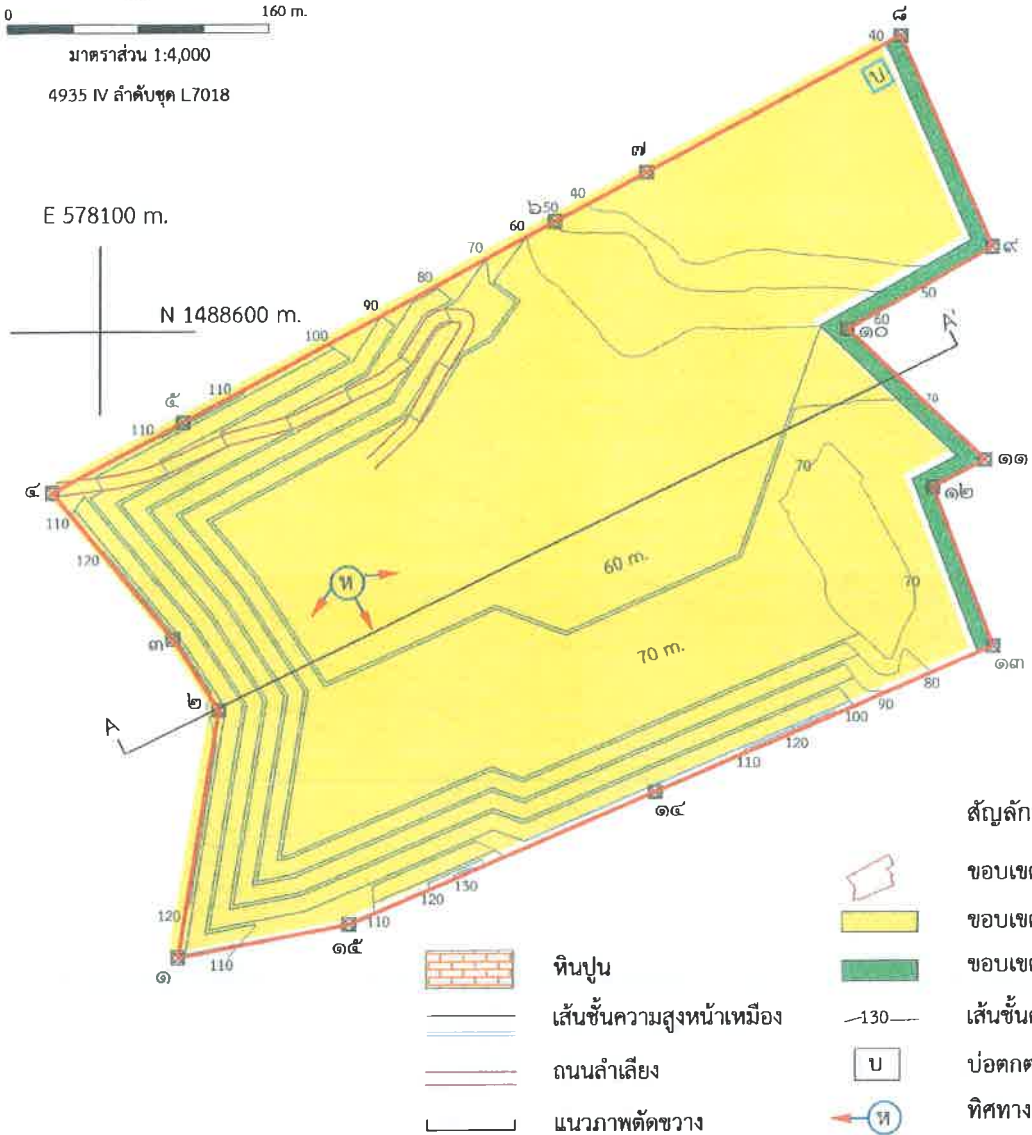 0 160 m.
มาตราส่วน 1:4,000
4935 IV ลำดับชุด L7018
E 578100 m.
N 1488600 m.
๘
40
บ
๗
40
๖
50
60
70
80
90
100
110
๕
110
๔
110
120
๓
๒
A
๙
50
60
๑๐
A'
70
๑๑
๑๒
70
70
ห
60 m.
70 m.
๑๓
80
90
100
120
110
๑๔
130
120
110
๑๕
120
๑
110
สัญลัก
ขอบเข
ขอบเข
หินปูน
ขอบเข
เส้นชั้นความสูงหน้าเหมือง
130
เส้นชั้น
ถนนลำเลียง
บ
บ่อตก
แนวภาพตัดขวาง
ห
ทิศทาง